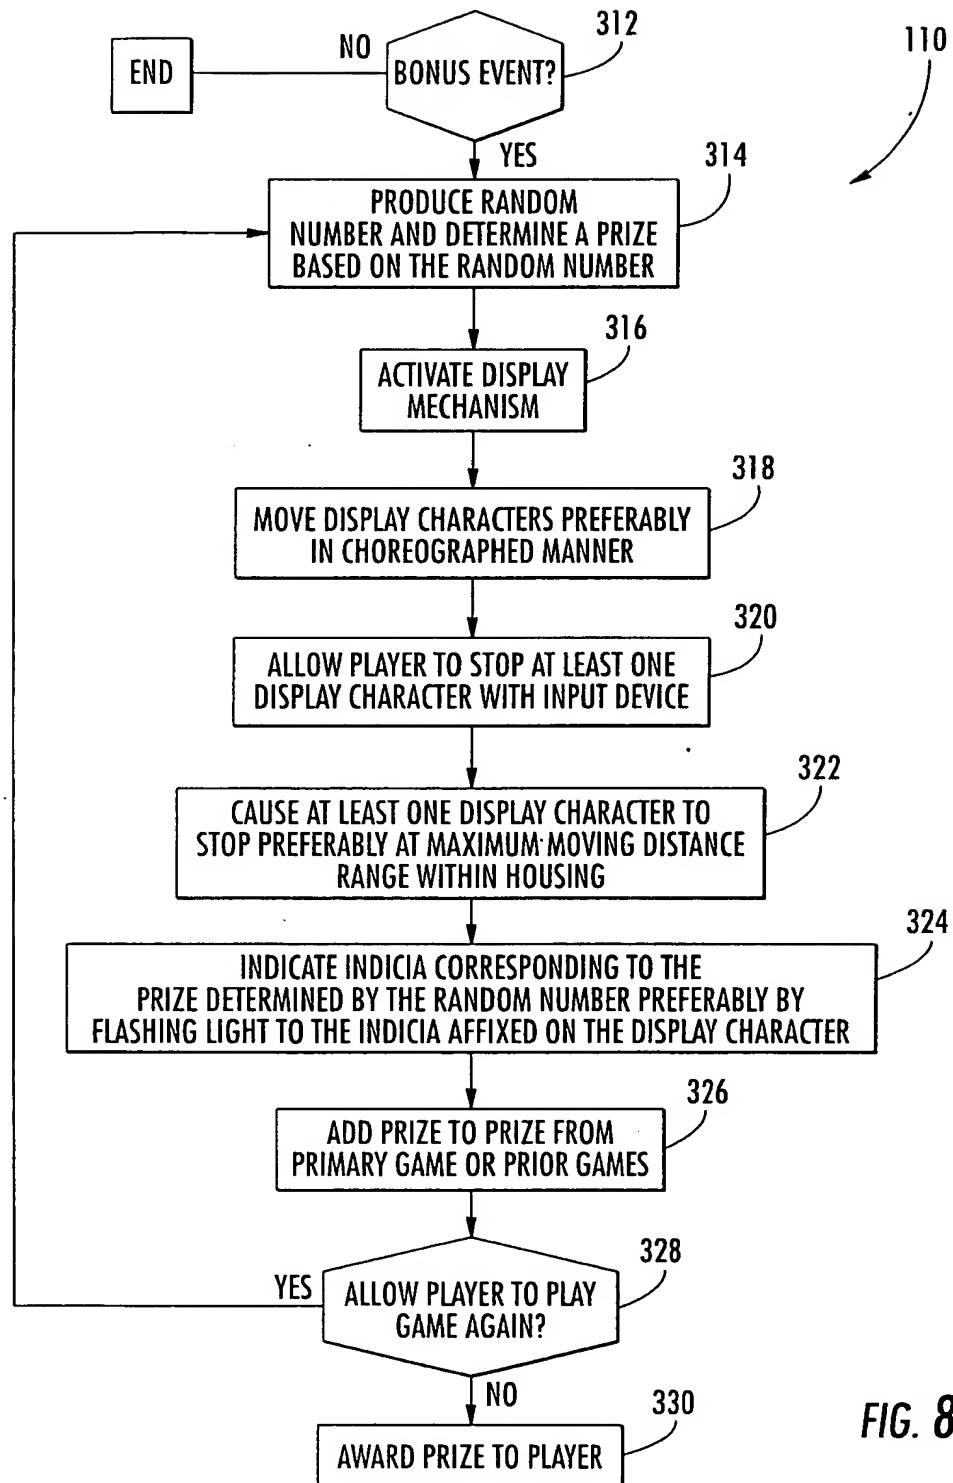 312
110
NO
END
BONUS EVENT?
YES
314
PRODUCE RANDOM
NUMBER AND DETERMINE A PRIZE
BASED ON THE RANDOM NUMBER
316
ACTIVATE DISPLAY
MECHANISM
318
MOVE DISPLAY CHARACTERS PREFERABLY
IN CHOREOGRAPHED MANNER
320
ALLOW PLAYER TO STOP AT LEAST ONE
DISPLAY CHARACTER WITH INPUT DEVICE
322
CAUSE AT LEAST ONE DISPLAY CHARACTER TO
STOP PREFERABLY AT MAXIMUM MOVING DISTANCE
RANGE WITHIN HOUSING
324
INDICATE INDICIA CORRESPONDING TO THE
PRIZE DETERMINED BY THE RANDOM NUMBER PREFERABLY BY
FLASHING LIGHT TO THE INDICIA AFFIXED ON THE DISPLAY CHARACTER
326
ADD PRIZE TO PRIZE FROM
PRIMARY GAME OR PRIOR GAMES
328
YES
ALLOW PLAYER TO PLAY
GAME AGAIN?
NO
330
AWARD PRIZE TO PLAYER
FIG. 8